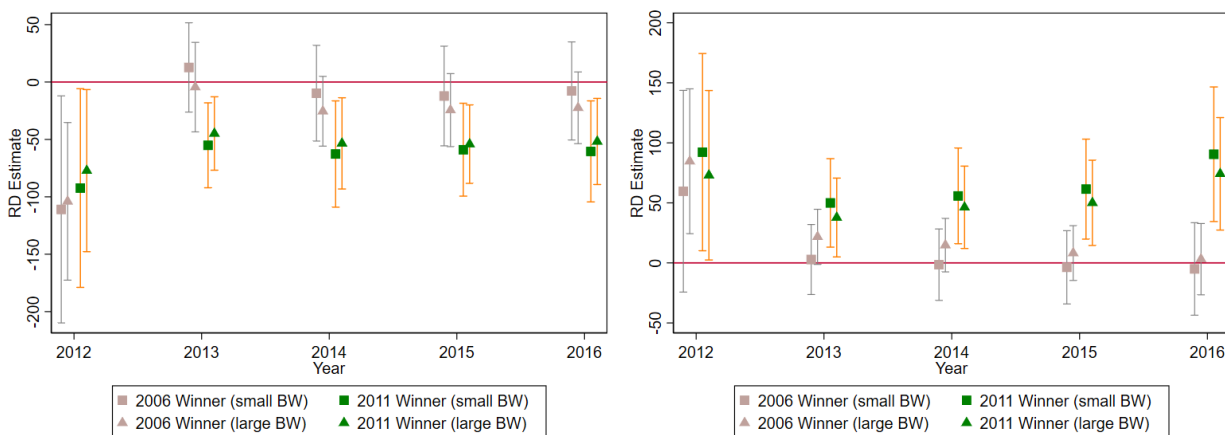 RD Estimate
50
0
-50
-100
-150
-200
2012 2013 2014 2015 2016
Year
2006 Winner (small BW) 2011 Winner (small BW)
2006 Winner (large BW) 2011 Winner (large BW)
RD Estimate
200
150
100
50
0
-50
2012 2013 2014 2015 2016
Year
2006 Winner (small BW) 2011 Winner (small BW)
2006 Winner (large BW) 2011 Winner (large BW)